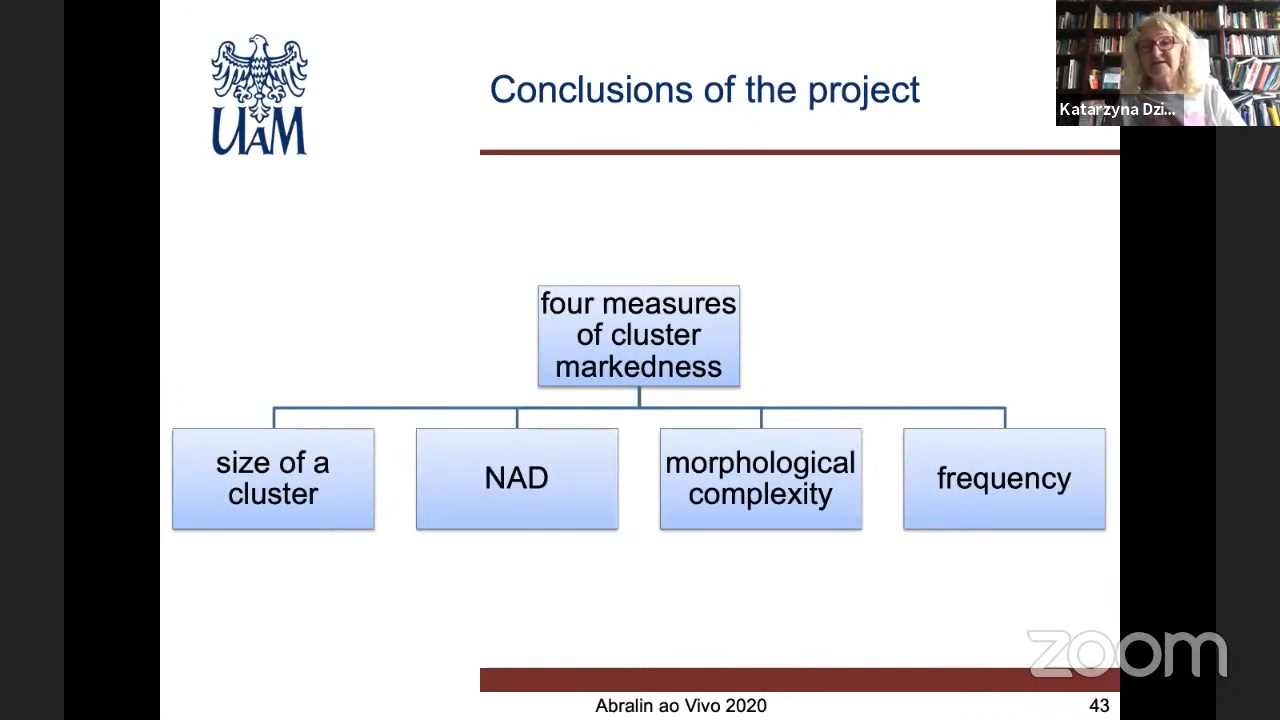 UAM
Conclusions of the project
Katarzyna Dzi...
four measures
of cluster
markedness
size of a
cluster
NAD
morphological
complexity
frequency
zoom
Abralin ao Vivo 2020
43